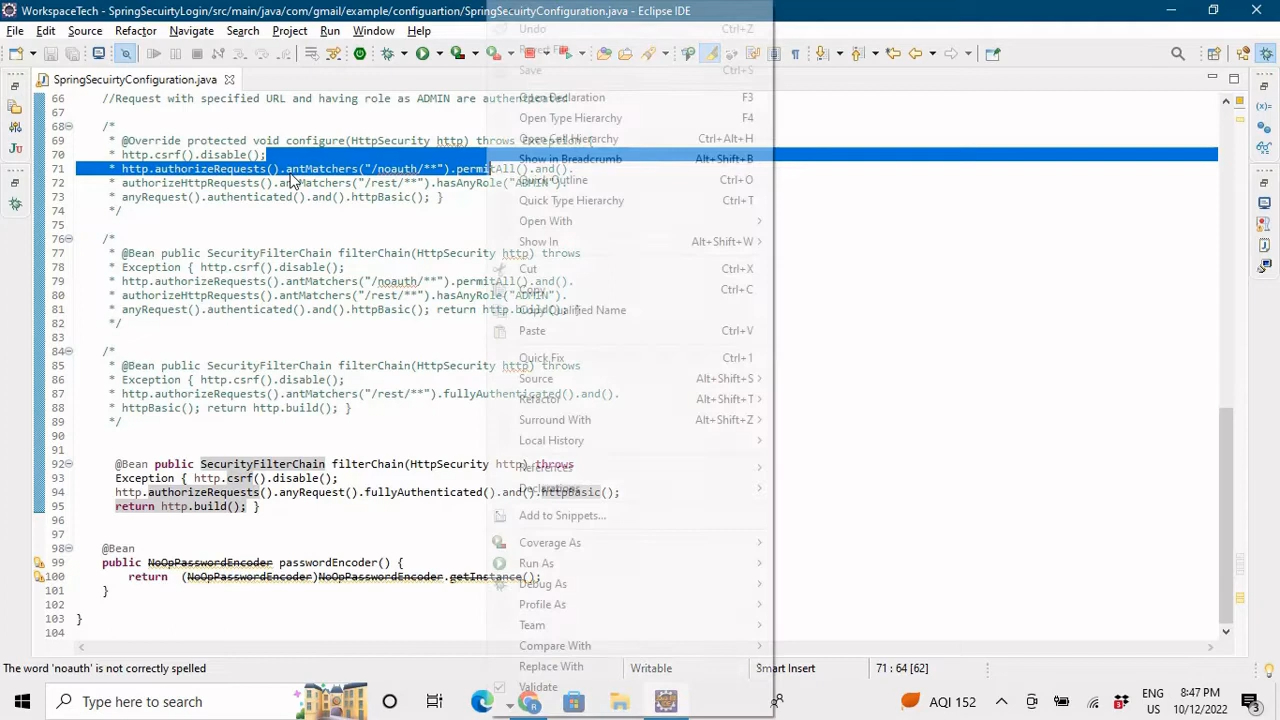 WorkspaceTech - SpringSecuirtyLogin/src/main/java/com/gmail/example/configuartion/SpringSecuirtyConfiguration.java - Eclipse IDE
File Edit Source Refactor Navigate Search Project Run Window Help
SpringSecuirtyConfiguration.java
66 //Request with specified URL and having role as ADMIN are authenticated
67
68 /*
69 * @Override protected void configure(HttpSecurity http) throws Exception {
70 * http.csrf().disable();
71 * http.authorizeRequests().antMatchers("/noauth/**").permitAll().and().
72 * authorizeHttpRequests().antMatchers("/rest/**").hasAnyRole("ADMIN").
73 * anyRequest().authenticated().and().httpBasic(); }
74 */
75
76 /*
77 * @Bean public SecurityFilterChain filterChain(HttpSecurity http) throws
78 * Exception { http.csrf().disable();
79 * http.authorizeRequests().antMatchers("/noauth/**").permitAll().and().
80 * authorizeHttpRequests().antMatchers("/rest/**").hasAnyRole("ADMIN").
81 * anyRequest().authenticated().and().httpBasic(); return http.build(); }
82 */
83
84 /*
85 * @Bean public SecurityFilterChain filterChain(HttpSecurity http) throws
86 * Exception { http.csrf().disable();
87 * http.authorizeRequests().antMatchers("/rest/**").fullyAuthenticated().and().
88 * httpBasic(); return http.build(); }
89 */
90
91
92 @Bean public SecurityFilterChain filterChain(HttpSecurity http) throws
93 Exception { http.csrf().disable();
94 http.authorizeRequests().anyRequest().fullyAuthenticated().and().httpBasic();
95 return http.build(); }
96
97
98 @Bean
99 public NoOpPasswordEncoder passwordEncoder() {
100 return (NoOpPasswordEncoder)NoOpPasswordEncoder.getInstance();
101 }
102
103 }
104
Undo Ctrl+Z
Save Ctrl+S
Open Declaration F3
Open Type Hierarchy F4
Open Call Hierarchy Ctrl+Alt+H
Show in Breadcrumb Alt+Shift+B
Quick Outline Ctrl+O
Quick Type Hierarchy Ctrl+T
Open With
Show In Alt+Shift+W
Cut Ctrl+X
Copy Ctrl+C
Copy Qualified Name
Paste Ctrl+V
Quick Fix Ctrl+1
Source Alt+Shift+S
Refactor Alt+Shift+T
Surround With Alt+Shift+Z
Local History
References
Declarations
Add to Snippets...
Coverage As
Run As
Debug As
Profile As
Team
Compare With
Replace With
Validate
The word 'noauth' is not correctly spelled Writable Smart Insert 71 : 64 [62]
Type here to search
AQI 152
ENG
US
8:47 PM
10/12/2022
3